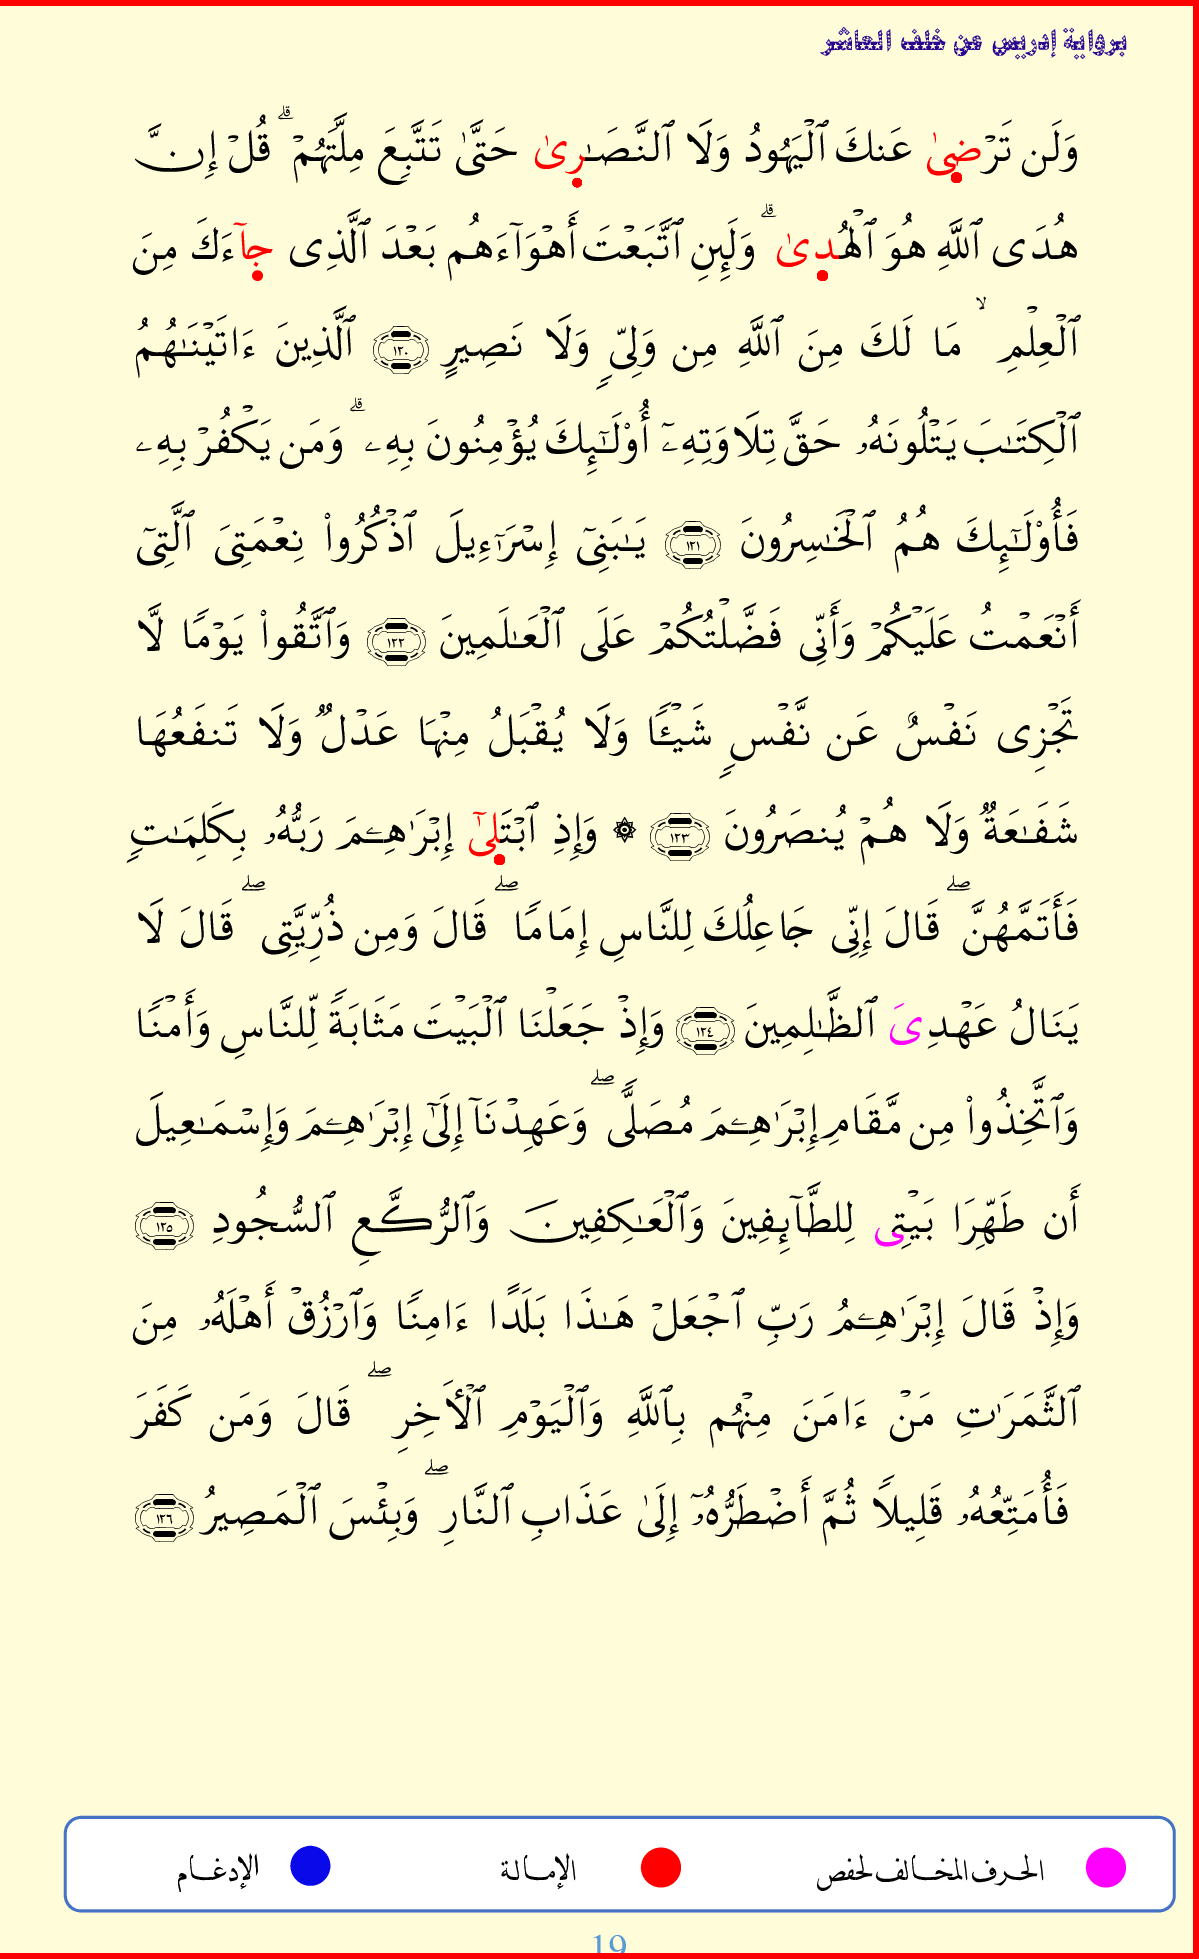 برواية إدريس عن خلف العاشر
وَلَن تَرۡضِىٰ عَنكَ ٱلۡيَهُودُ وَلَا ٱلنَّصَٰرِىٰ حَتَّىٰ تَتَّبِعَ مِلَّتَهُمۡۗ قُلۡ إِنَّ
هُدَى ٱللَّهِ هُوَ ٱلۡهُدِىٰۗ وَلَئِنِ ٱتَّبَعۡتَ أَهۡوَآءَهُم بَعۡدَ ٱلَّذِى جِآءَكَ مِنَ
ٱلۡعِلۡمِۙ مَا لَكَ مِنَ ٱللَّهِ مِن وَلِىّٖ وَلَا نَصِيرٍ ١٢٠ ٱلَّذِينَ ءَاتَيۡنَٰهُمُ
ٱلۡكِتَٰبَ يَتۡلُونَهُۥ حَقَّ تِلَاوَتِهِۦٓ أُوْلَٰٓئِكَ يُؤۡمِنُونَ بِهِۦۗ وَمَن يَكۡفُرۡ بِهِۦ
فَأُوْلَٰٓئِكَ هُمُ ٱلۡخَٰسِرُونَ ١٢١ يَٰبَنِىٓ إِسۡرَٰٓءِيلَ ٱذۡكُرُواْ نِعۡمَتِىَ ٱلَّتِىٓ
أَنۡعَمۡتُ عَلَيۡكُمۡ وَأَنِّى فَضَّلۡتُكُمۡ عَلَى ٱلۡعَٰلَمِينَ ١٢٢ وَٱتَّقُواْ يَوۡمٗا لَّا
تَجۡزِى نَفۡسٌ عَن نَّفۡسٖ شَيۡـٔٗا وَلَا يُقۡبَلُ مِنۡهَا عَدۡلٞ وَلَا تَنفَعُهَا
شَفَٰعَةٞ وَلَا هُمۡ يُنصَرُونَ ١٢٣ ۞ وَإِذِ ٱبۡتَلِىٰٓ إِبۡرَٰهِـۧمَ رَبُّهُۥ بِكَلِمَٰتٖ
فَأَتَمَّهُنَّۖ قَالَ إِنِّى جَاعِلُكَ لِلنَّاسِ إِمَامٗاۖ قَالَ وَمِن ذُرِّيَّتِىۖ قَالَ لَا
يَنَالُ عَهۡدِىَ ٱلظَّٰلِمِينَ ١٢٤ وَإِذۡ جَعَلۡنَا ٱلۡبَيۡتَ مَثَابَةٗ لِّلنَّاسِ وَأَمۡنٗا
وَٱتَّخِذُواْ مِن مَّقَامِ إِبۡرَٰهِـۧمَ مُصَلّٗىۖ وَعَهِدۡنَآ إِلَىٰٓ إِبۡرَٰهِـۧمَ وَإِسۡمَٰعِيلَ
أَن طَهِّرَا بَيۡتِى لِلطَّآئِفِينَ وَٱلۡعَٰكِفِينَ وَٱلرُّكَّعِ ٱلسُّجُودِ ١٢٥
وَإِذۡ قَالَ إِبۡرَٰهِـۧمُ رَبِّ ٱجۡعَلۡ هَٰذَا بَلَدًا ءَامِنٗا وَٱرۡزُقۡ أَهۡلَهُۥ مِنَ
ٱلثَّمَرَٰتِ مَنۡ ءَامَنَ مِنۡهُم بِٱللَّهِ وَٱلۡيَوۡمِ ٱلۡأٓخِرِۖ قَالَ وَمَن كَفَرَ
فَأُمَتِّعُهُۥ قَلِيلٗا ثُمَّ أَضۡطَرُّهُۥٓ إِلَىٰ عَذَابِ ٱلنَّارِۖ وَبِئۡسَ ٱلۡمَصِيرُ ١٢٦
الحرف المخالف لحفص الإمالة الإدغام
19